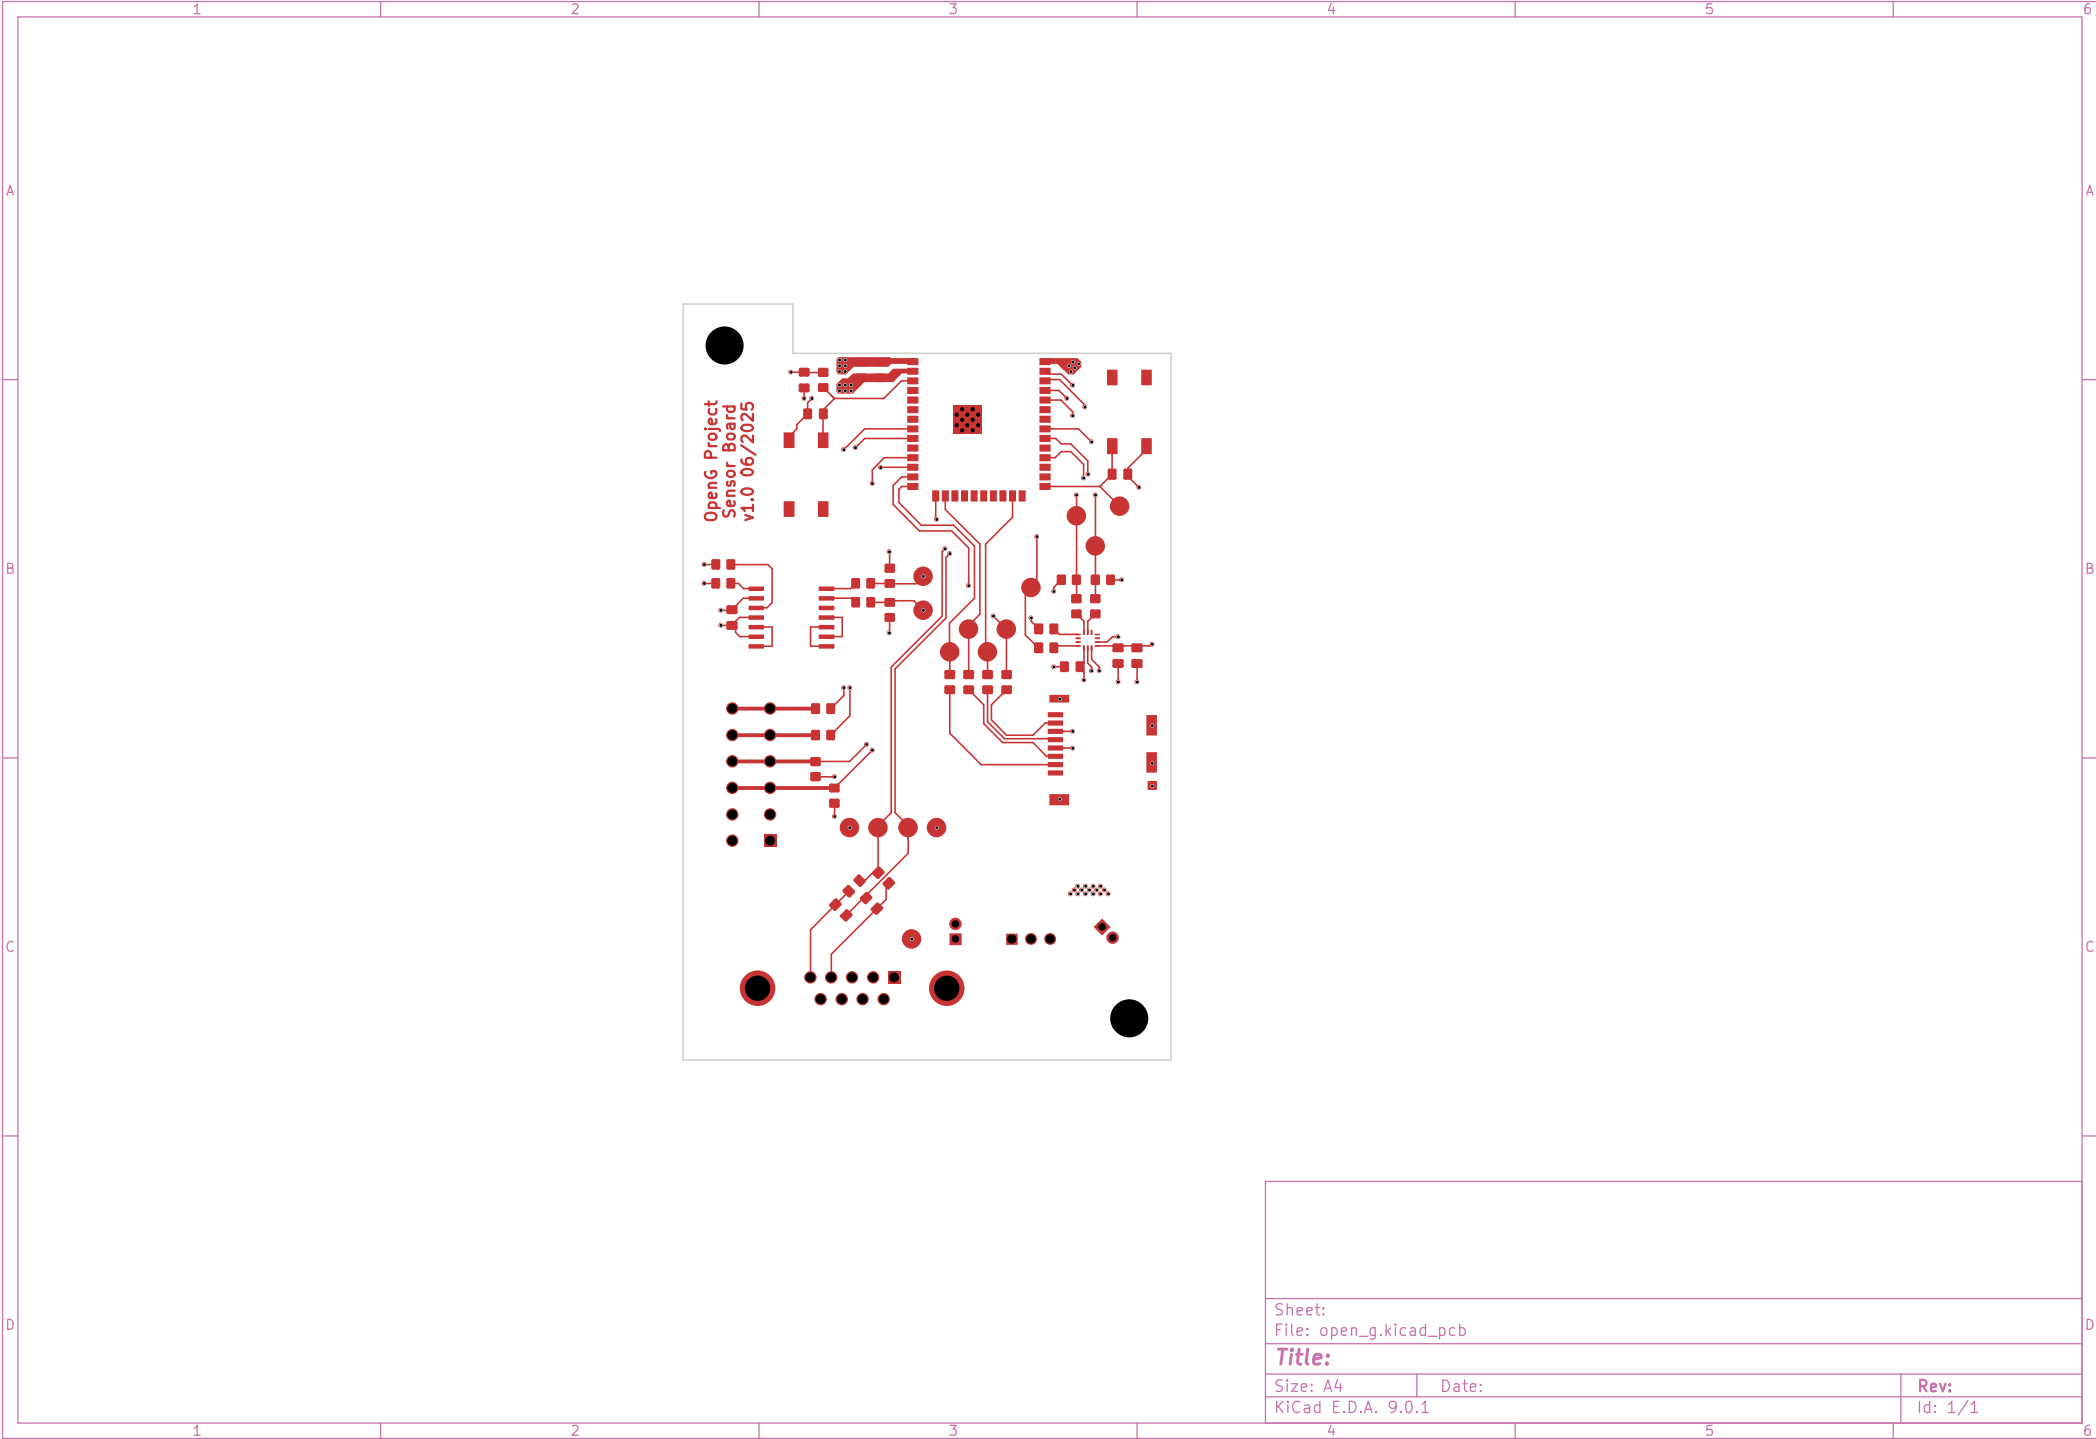 1 2 3 4 5 6
A A
OpenG Project
Sensor Board
v1.0 06/2025
B B
C C
D D
Sheet:
File: open_g.kicad_pcb
Title:
Size: A4 Date: Rev:
KiCad E.D.A. 9.0.1 Id: 1/1
1 2 3 4 5 6